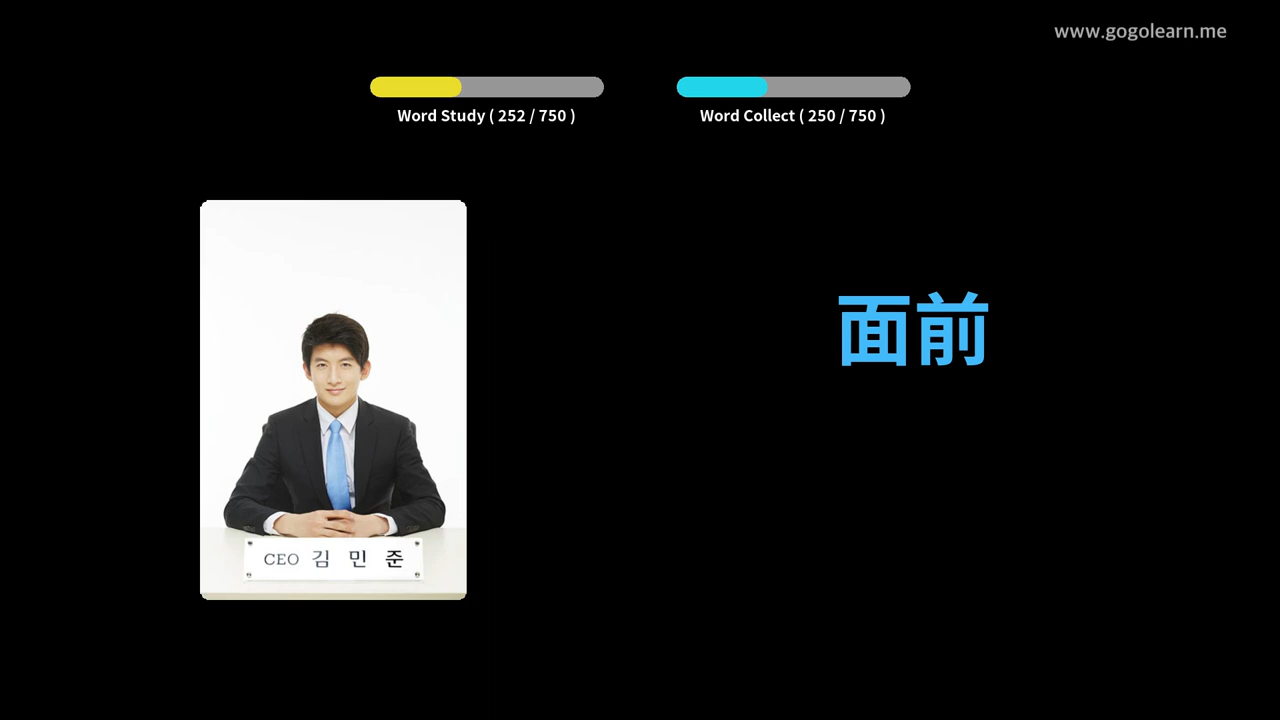 www.gogolearn.me
Word Study ( 252 / 750 )
Word Collect ( 250 / 750 )
面前
CEO 김 민 준